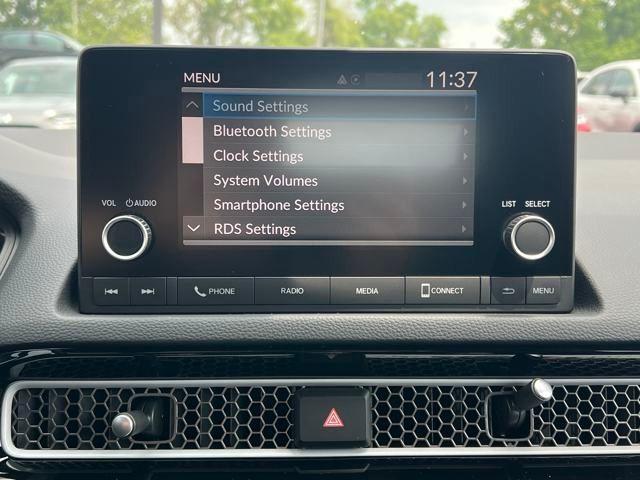 MENU 11:37
Sound Settings
Bluetooth Settings
Clock Settings
System Volumes
Smartphone Settings
RDS Settings
VOL AUDIO LIST SELECT
PHONE RADIO MEDIA CONNECT MENU